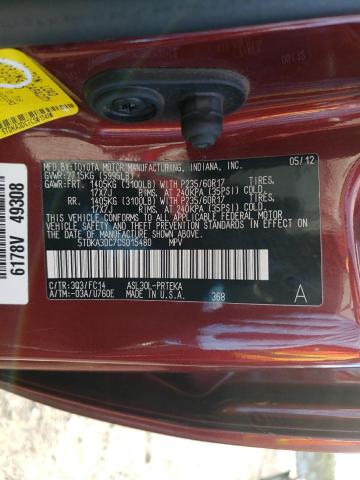 MFD. BY:TOYOTA MOTOR MANUFACTURING, INDIANA, INC.
05/12
GVWR:2715KG (5995LB)
GAWR:FRT. 1405KG (3100LB) WITH P235/60R17 TIRES,
17X7J RIMS, AT 240KPA (35PSI) COLD
RR. 1405KG (3100LB) WITH P235/60R17 TIRES,
17X7J RIMS, AT 240KPA (35PSI) COLD
THIS VEHICLE CONFORMS TO ALL APPLICABLE FEDERAL MOTOR
VEHICLE SAFETY AND THEFT PREVENTION STANDARDS IN
EFFECT ON THE DATE OF MANUFACTURE SHOWN ABOVE.
5TDKA3DC7CS015480 MPV
C/TR: 3Q3/FC14 ASL30L-PRTEKA
A/TM:-03A/U760E MADE IN U.S.A.
368
A
6178V 49308